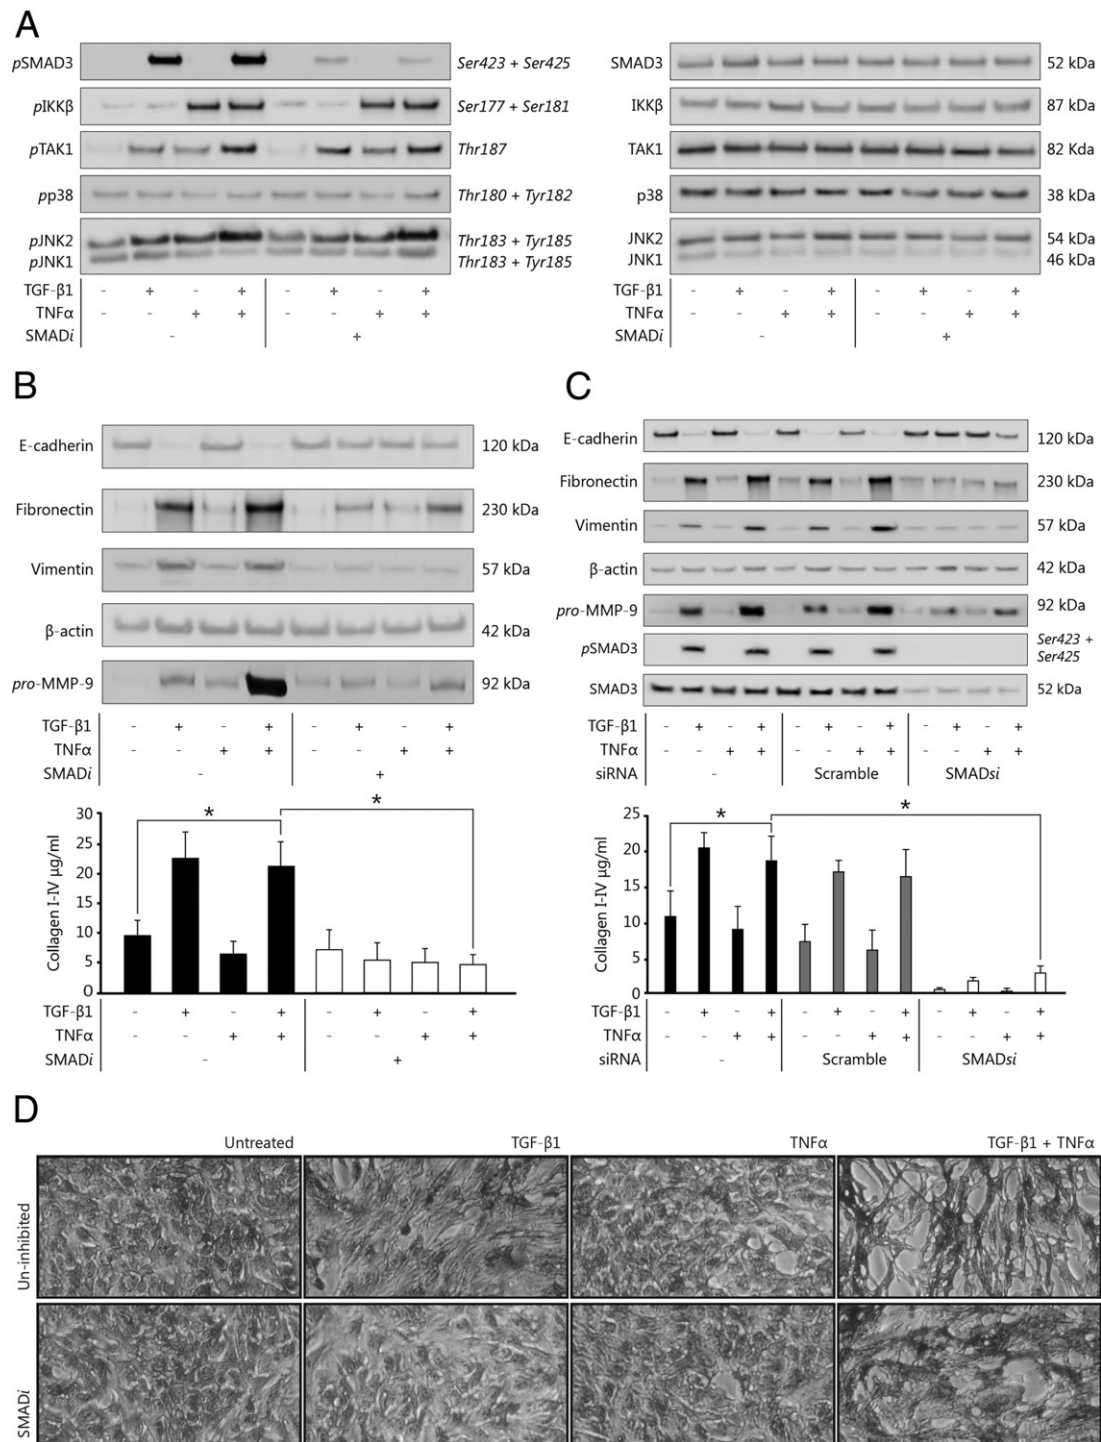 A
pSMAD3 Ser423 + Ser425
pIKKβ Ser177 + Ser181
pTAK1 Thr187
pp38 Thr180 + Tyr182
pJNK2 Thr183 + Tyr185
pJNK1 Thr183 + Tyr185
TGF-β1 - + - + - + - +
TNFα - - + + - - + +
SMADi - +
SMAD3 52 kDa
IKKβ 87 kDa
TAK1 82 Kda
p38 38 kDa
JNK2 54 kDa
JNK1 46 kDa
TGF-β1 - + - + - + - +
TNFα - - + + - - + +
SMADi - +
B
E-cadherin 120 kDa
Fibronectin 230 kDa
Vimentin 57 kDa
β-actin 42 kDa
pro-MMP-9 92 kDa
TGF-β1 - + - + - + - +
TNFα - - + + - - + +
SMADi - +
* *
Collagen I-IV µg/ml
30
25
20
15
10
5
0
TGF-β1 - + - + - + - +
TNFα - - + + - - + +
SMADi - +
C
E-cadherin 120 kDa
Fibronectin 230 kDa
Vimentin 57 kDa
β-actin 42 kDa
pro-MMP-9 92 kDa
pSMAD3 Ser423 +
Ser425
SMAD3 52 kDa
TGF-β1 - + - + - + - + - + - +
TNFα - - + + - - + + - - + +
siRNA - Scramble SMADsi
* *
Collagen I-IV µg/ml
25
20
15
10
5
0
TGF-β1 - + - + - + - + - + - +
TNFα - - + + - - + + - - + +
siRNA - Scramble SMADsi
D
Untreated TGF-β1 TNFα TGF-β1 + TNFα
Un-inhibited
SMADi